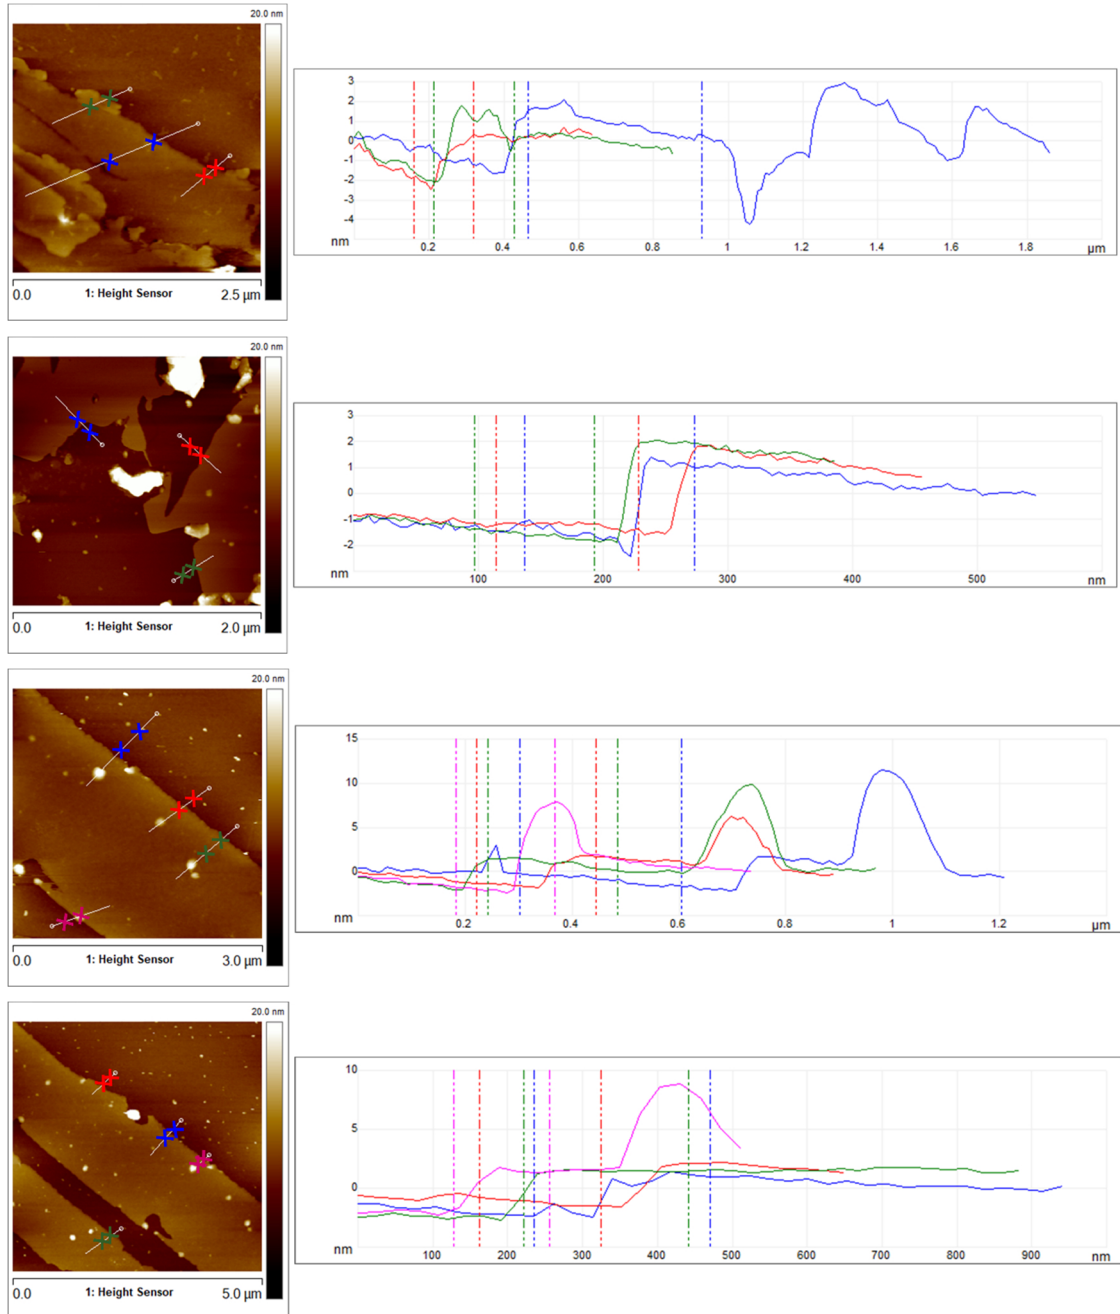 20.0 nm
0.0 1: Height Sensor 2.5 µm
3
2
1
0
-1
-2
-3
-4
nm 0.2 0.4 0.6 0.8 1 1.2 1.4 1.6 1.8 µm
20.0 nm
0.0 1: Height Sensor 2.0 µm
3
2
1
0
-1
-2
nm 100 200 300 400 500 nm
20.0 nm
0.0 1: Height Sensor 3.0 µm
15
10
5
0
nm 0.2 0.4 0.6 0.8 1 1.2 µm
20.0 nm
0.0 1: Height Sensor 5.0 µm
10
5
0
nm 100 200 300 400 500 600 700 800 900 nm